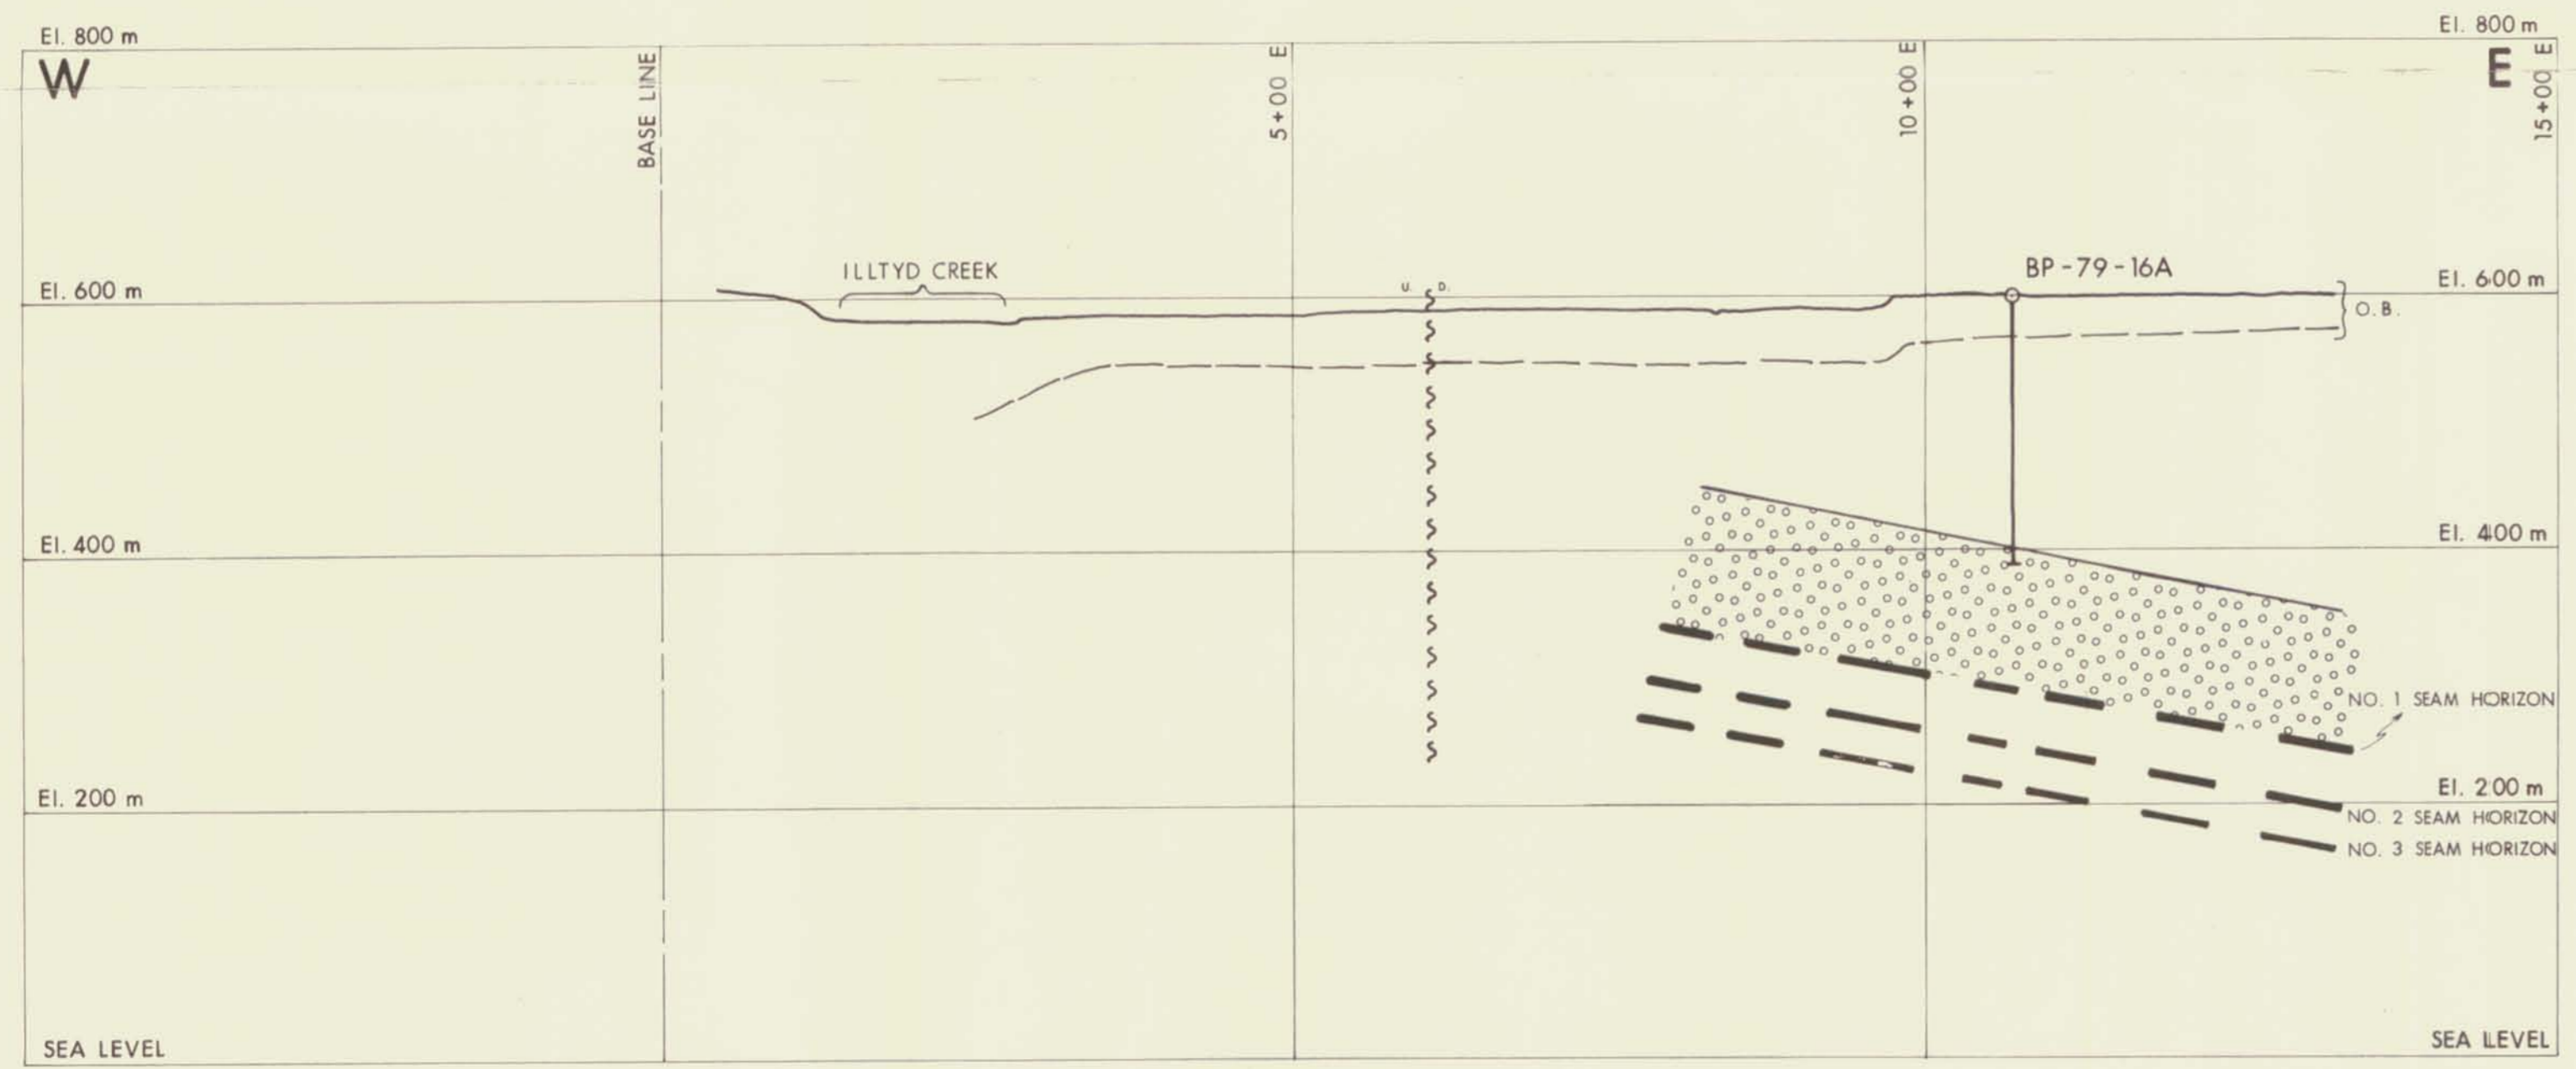 El. 800 m
El. 800 m
W
E
BASE LINE
5+00 E
10+00 E
15+00 E
ILLTYD CREEK
BP-79-16A
El. 600 m
El. 600 m
U. D.
O.B.
El. 400 m
El. 400 m
NO. 1 SEAM HORIZON
El. 200 m
El. 200 m
NO. 2 SEAM HORIZON
NO. 3 SEAM HORIZON
SEA LEVEL
SEA LEVEL